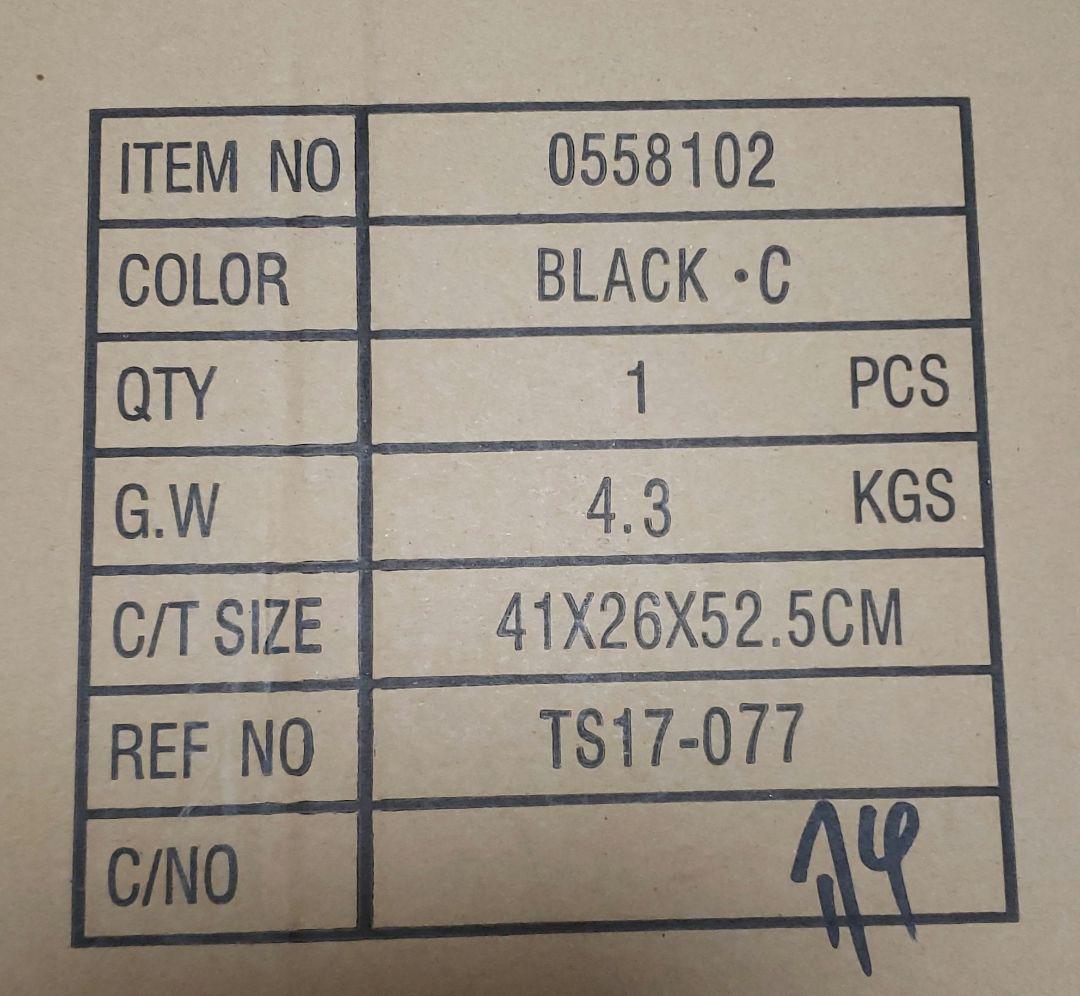 ITEM NO 0558102
COLOR BLACK·C
QTY 1 PCS
G.W 4.3 KGS
C/T SIZE 41X26X52.5CM
REF NO TS17-077
C/NO